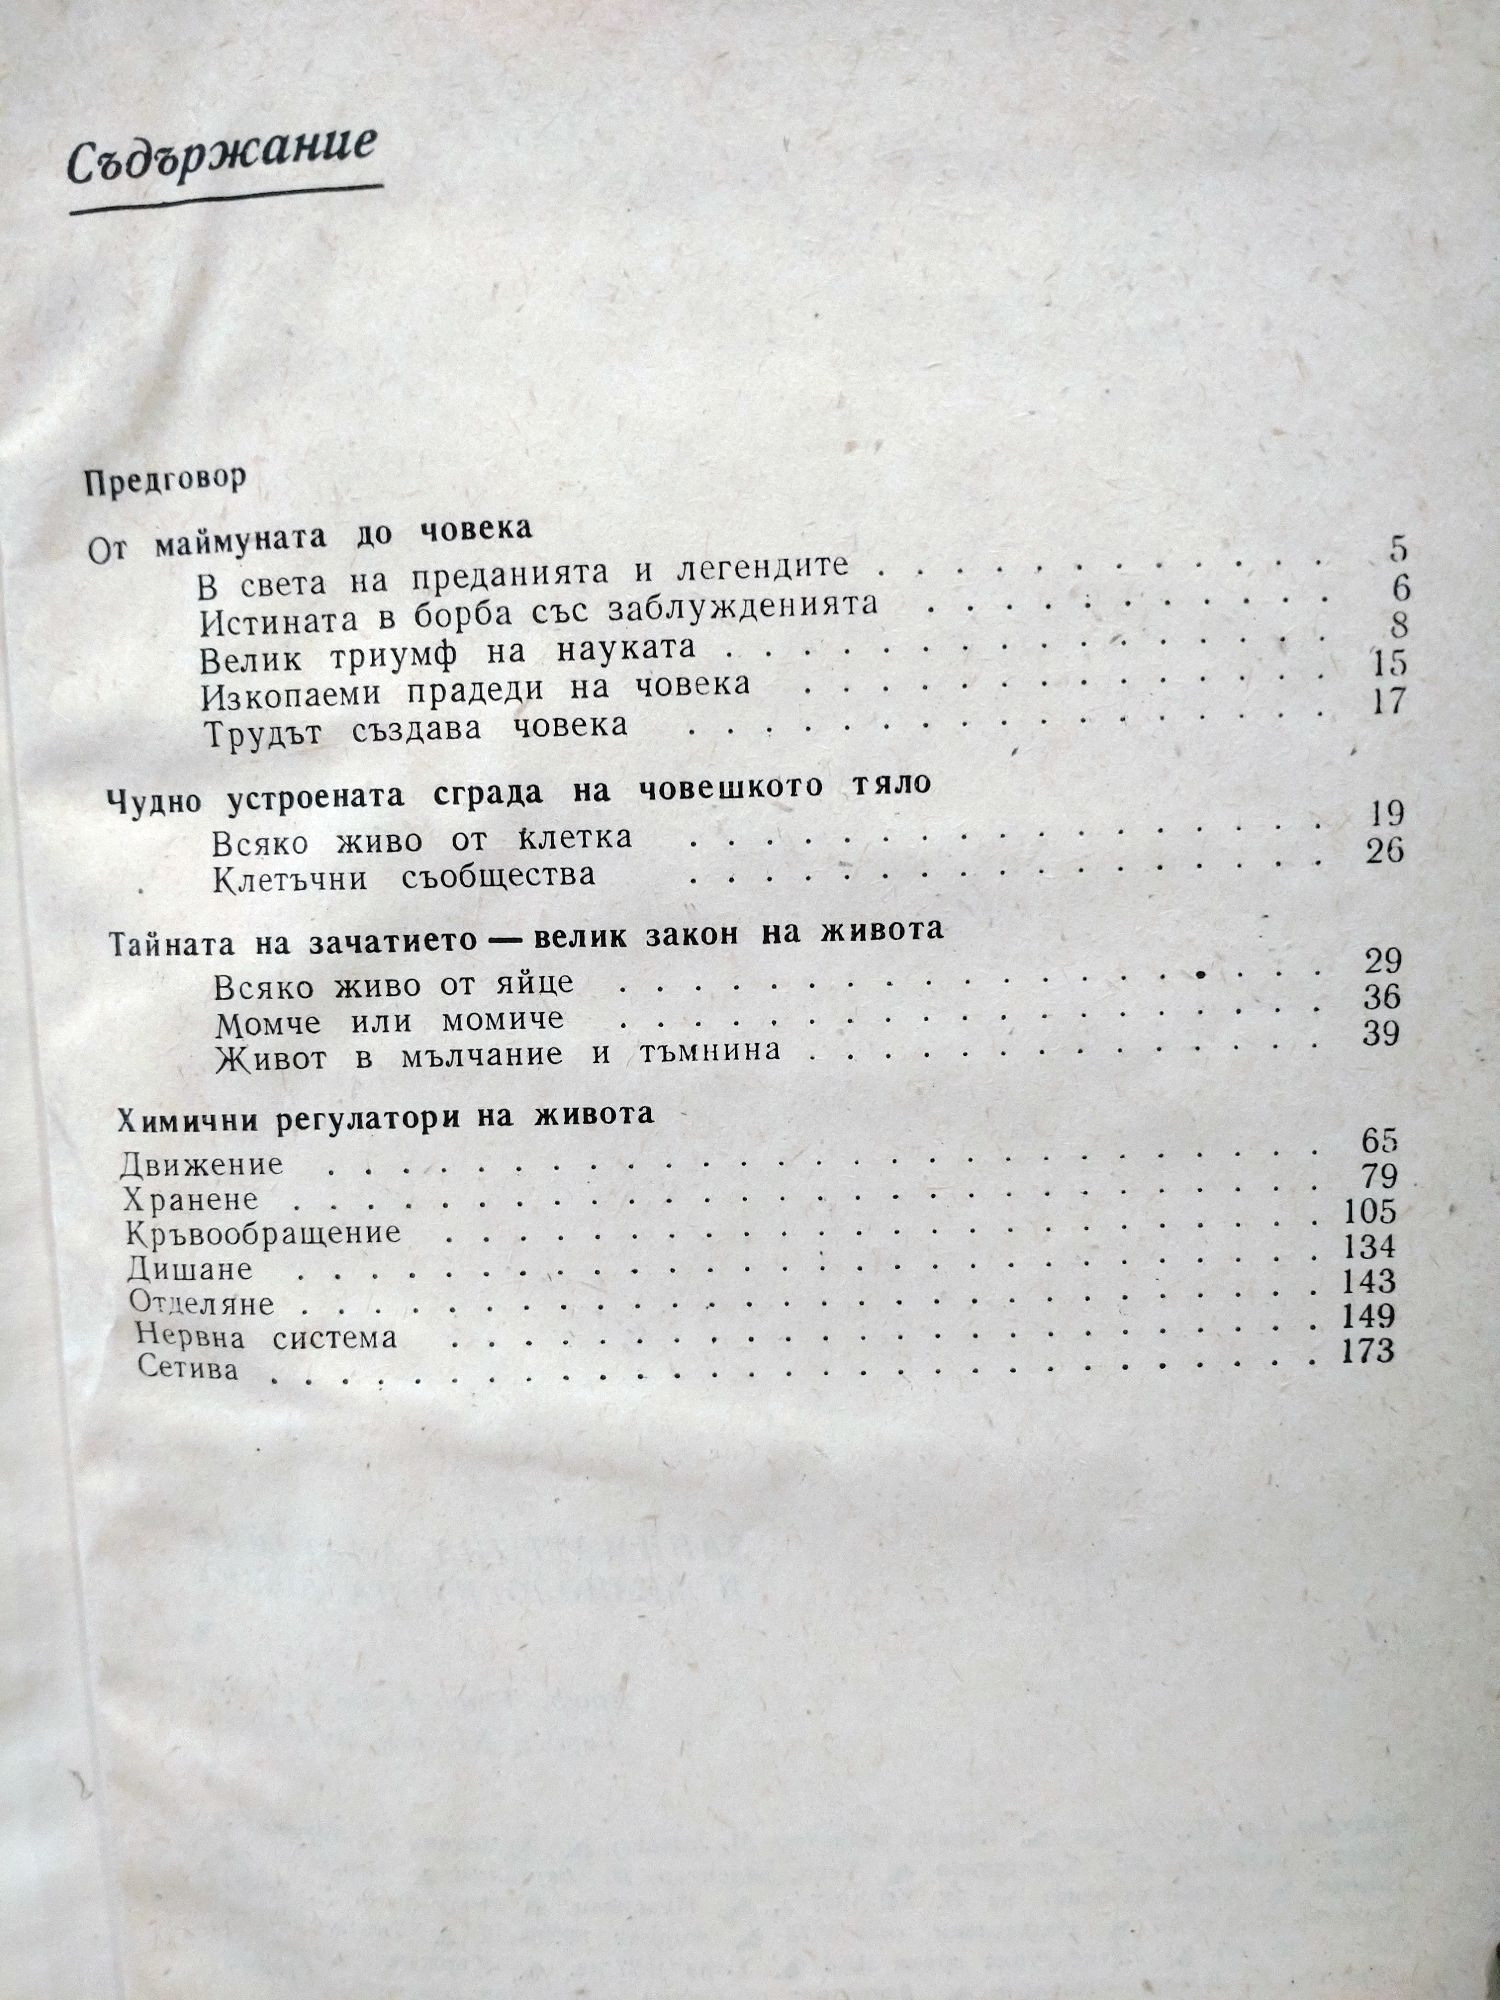 Съдържание
Предговор
От маймуната до човека
В света на преданията и легендите . . . . . . . . . . . . 5
Истината в борба със заблужденията . . . . . . . . . . . 6
Велик триумф на науката . . . . . . . . . . . . . . . . 8
Изкопаеми прадеди на човека . . . . . . . . . . . . . . 15
Трудът създава човека . . . . . . . . . . . . . . . . . 17
Чудно устроената сграда на човешкото тяло
Всяко живо от клетка . . . . . . . . . . . . . . . . . 19
Клетъчни съобщества . . . . . . . . . . . . . . . . . 26
Тайната на зачатието — велик закон на живота
Всяко живо от яйце . . . . . . . . . . . . . . . . . . . 29
Момче или момиче . . . . . . . . . . . . . . . . . . . 36
Живот в мълчание и тъмнина . . . . . . . . . . . . . . 39
Химични регулатори на живота
Движение . . . . . . . . . . . . . . . . . . . . . . . . . . . 65
Хранене . . . . . . . . . . . . . . . . . . . . . . . . . . . . 79
Кръвообращение . . . . . . . . . . . . . . . . . . . . . . . . 105
Дишане . . . . . . . . . . . . . . . . . . . . . . . . . . . . 134
Отделяне . . . . . . . . . . . . . . . . . . . . . . . . . . . . 143
Нервна система . . . . . . . . . . . . . . . . . . . . . . . . 149
Сетива . . . . . . . . . . . . . . . . . . . . . . . . . . . . . 173